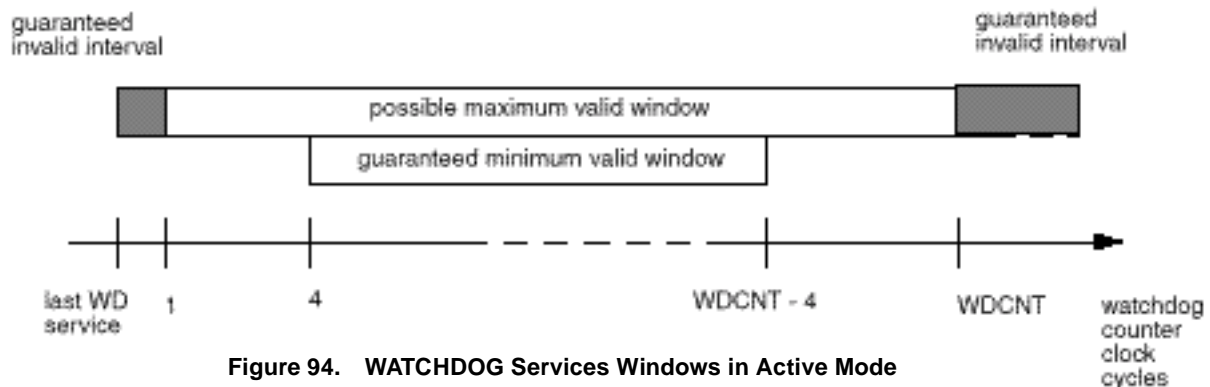 guaranteed
invalid interval
guaranteed
invalid interval
possible maximum valid window
guaranteed minimum valid window
last WD
service
1
4
WDCNT - 4
WDCNT
watchdog
counter
clock
cycles
Figure 94. WATCHDOG Services Windows in Active Mode